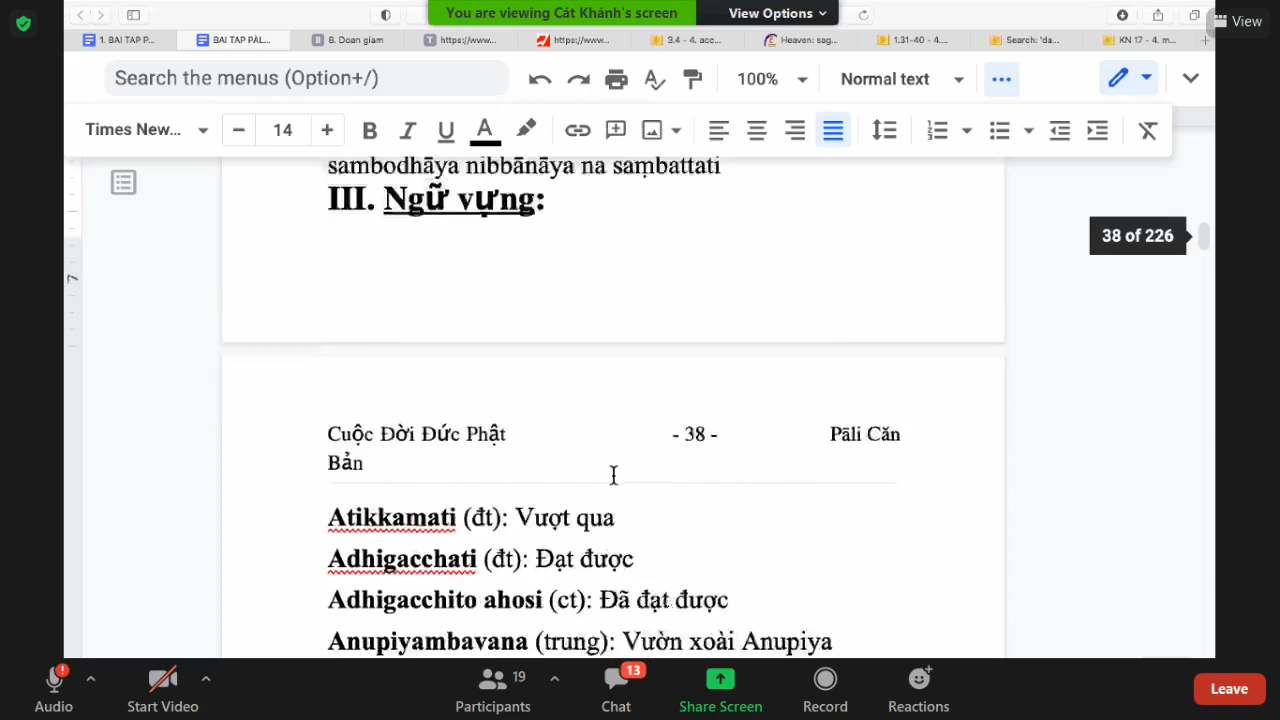 You are viewing Cát Khánh's screen
View Options
View
1. BAI TAP P...
BAI TAP PÀL...
8. Doan giam
https://www...
https://www...
3.4 - 4. acc...
Heaven: sag...
1.31-40 - 4....
Search: 'da...
KN 17 - 4. m...
Search the menus (Option+/)
100%
Normal text
Times New...
14
sambodhāya nibbānāya na saṃbattati
III. Ngữ vựng:
38 of 226
Cuộc Đời Đức Phật - 38 - Pāli Căn
Bản
Atikkamati (đt): Vượt qua
Adhigacchati (đt): Đạt được
Adhigacchito ahosi (ct): Đã đạt được
Anupiyambavana (trung): Vườn xoài Anupiya
19
13
Audio
Start Video
Participants
Chat
Share Screen
Record
Reactions
Leave